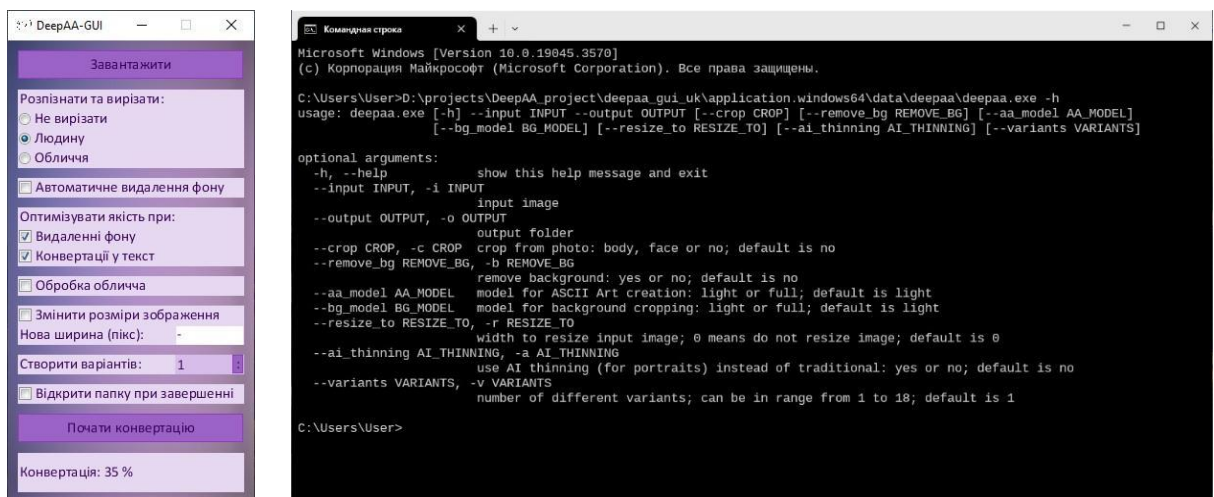 DeepAA-GUI
Завантажити
Розпізнати та вирізати:
Не вирізати
Людину
Обличчя
Автоматичне видалення фону
Оптимізувати якість при:
Видаленні фону
Конвертації у текст
Обробка обличча
Змінити розміри зображення
Нова ширина (пікс): -
Створити варіантів: 1
Відкрити папку при завершенні
Почати конвертацію
Конвертація: 35 %
Командная строка
Microsoft Windows [Version 10.0.19045.3570]
(c) Корпорация Майкрософт (Microsoft Corporation). Все права защищены.
C:\Users\User>D:\projects\DeepAA_project\deepaa_gui_uk\application.windows64\data\deepaa\deepaa.exe -h
usage: deepaa.exe [-h] --input INPUT --output OUTPUT [--crop CROP] [--remove_bg REMOVE_BG] [--aa_model AA_MODEL]
[--bg_model BG_MODEL] [--resize_to RESIZE_TO] [--ai_thinning AI_THINNING] [--variants VARIANTS]
optional arguments:
-h, --help show this help message and exit
--input INPUT, -i INPUT
input image
--output OUTPUT, -o OUTPUT
output folder
--crop CROP, -c CROP crop from photo: body, face or no; default is no
--remove_bg REMOVE_BG, -b REMOVE_BG
remove background: yes or no; default is no
--aa_model AA_MODEL model for ASCII Art creation: light or full; default is light
--bg_model BG_MODEL model for background cropping: light or full; default is light
--resize_to RESIZE_TO, -r RESIZE_TO
width to resize input image; 0 means do not resize image; default is 0
--ai_thinning AI_THINNING, -a AI_THINNING
use AI thinning (for portraits) instead of traditional: yes or no; default is no
--variants VARIANTS, -v VARIANTS
number of different variants; can be in range from 1 to 18; default is 1
C:\Users\User>